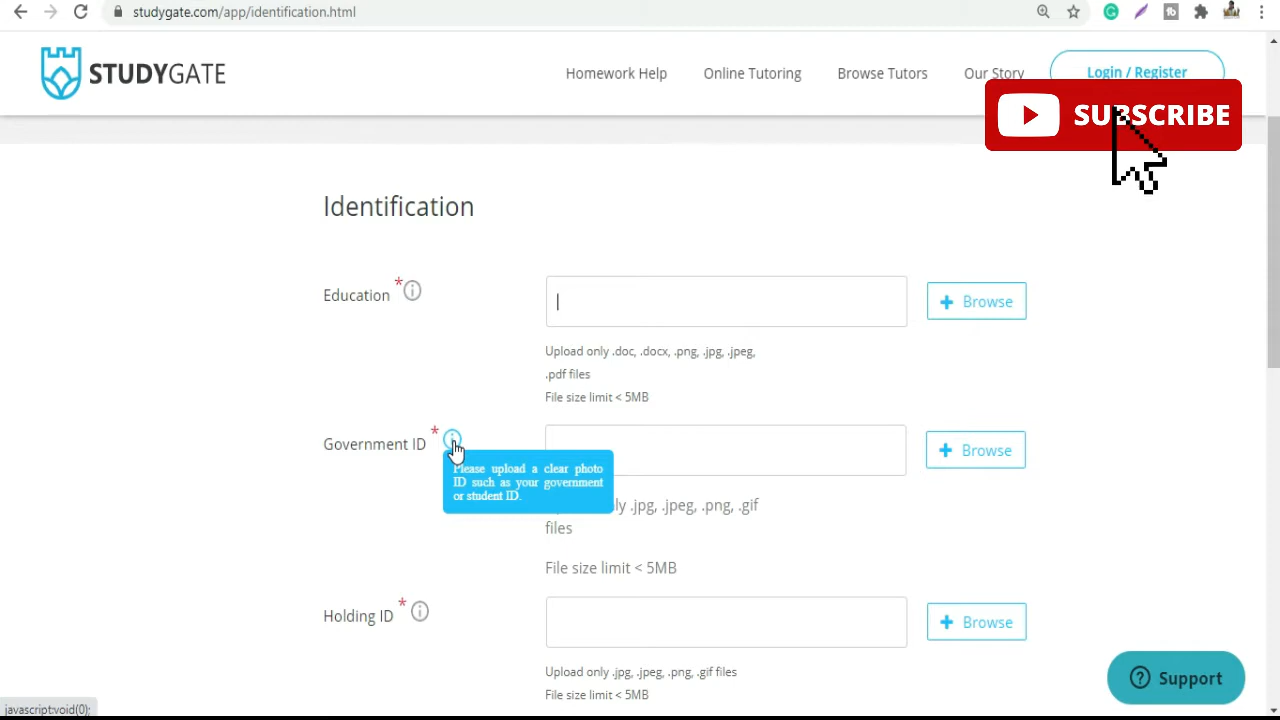 studygate.com/app/identification.html
STUDYGATE
Homework Help
Online Tutoring
Browse Tutors
Our Story
Login / Register
SUBSCRIBE
Identification
Education *
+ Browse
Upload only .doc, .docx, .png, .jpg, .jpeg,
.pdf files
File size limit < 5MB
Government ID *
+ Browse
Please upload a clear photo
ID such as your government
or student ID.
ly .jpg, .jpeg, .png, .gif
files
File size limit < 5MB
Holding ID *
+ Browse
Upload only .jpg, .jpeg, .png, .gif files
File size limit < 5MB
Support
javascript:void(0);